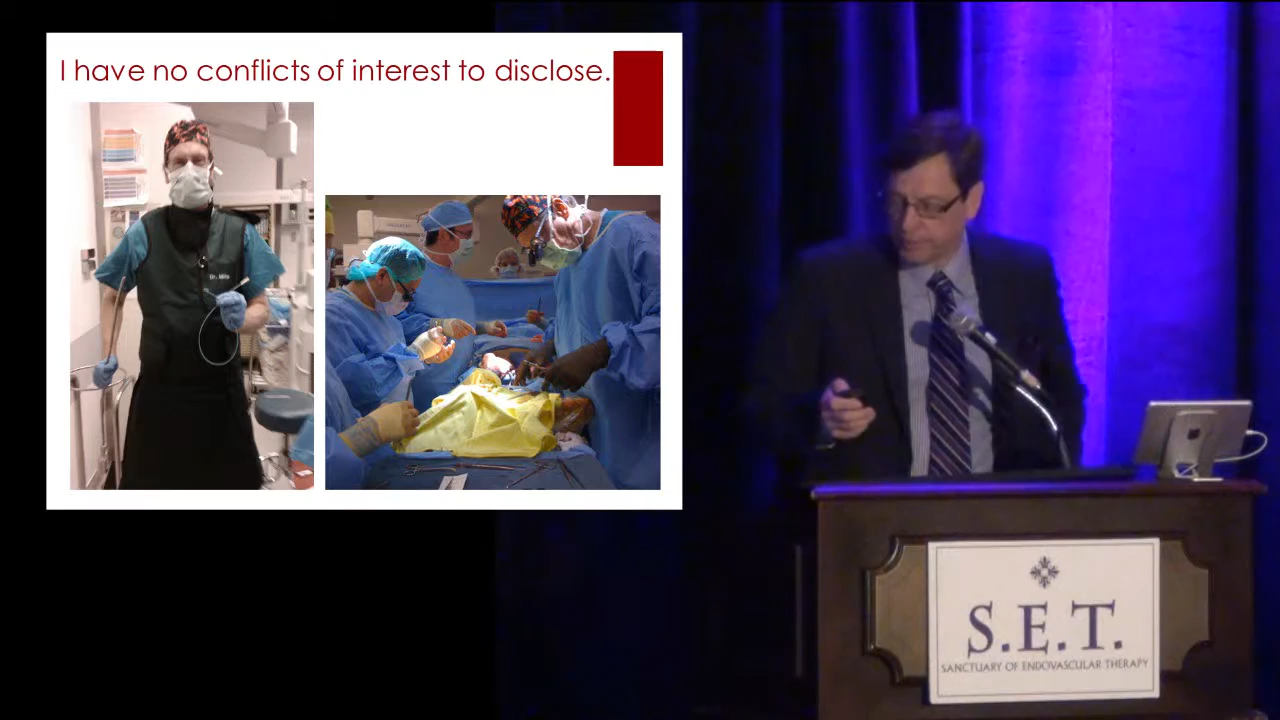 I have no conflicts of interest to disclose.
S.E.T.
SANCTUARY OF ENDOVASCULAR THERAPY